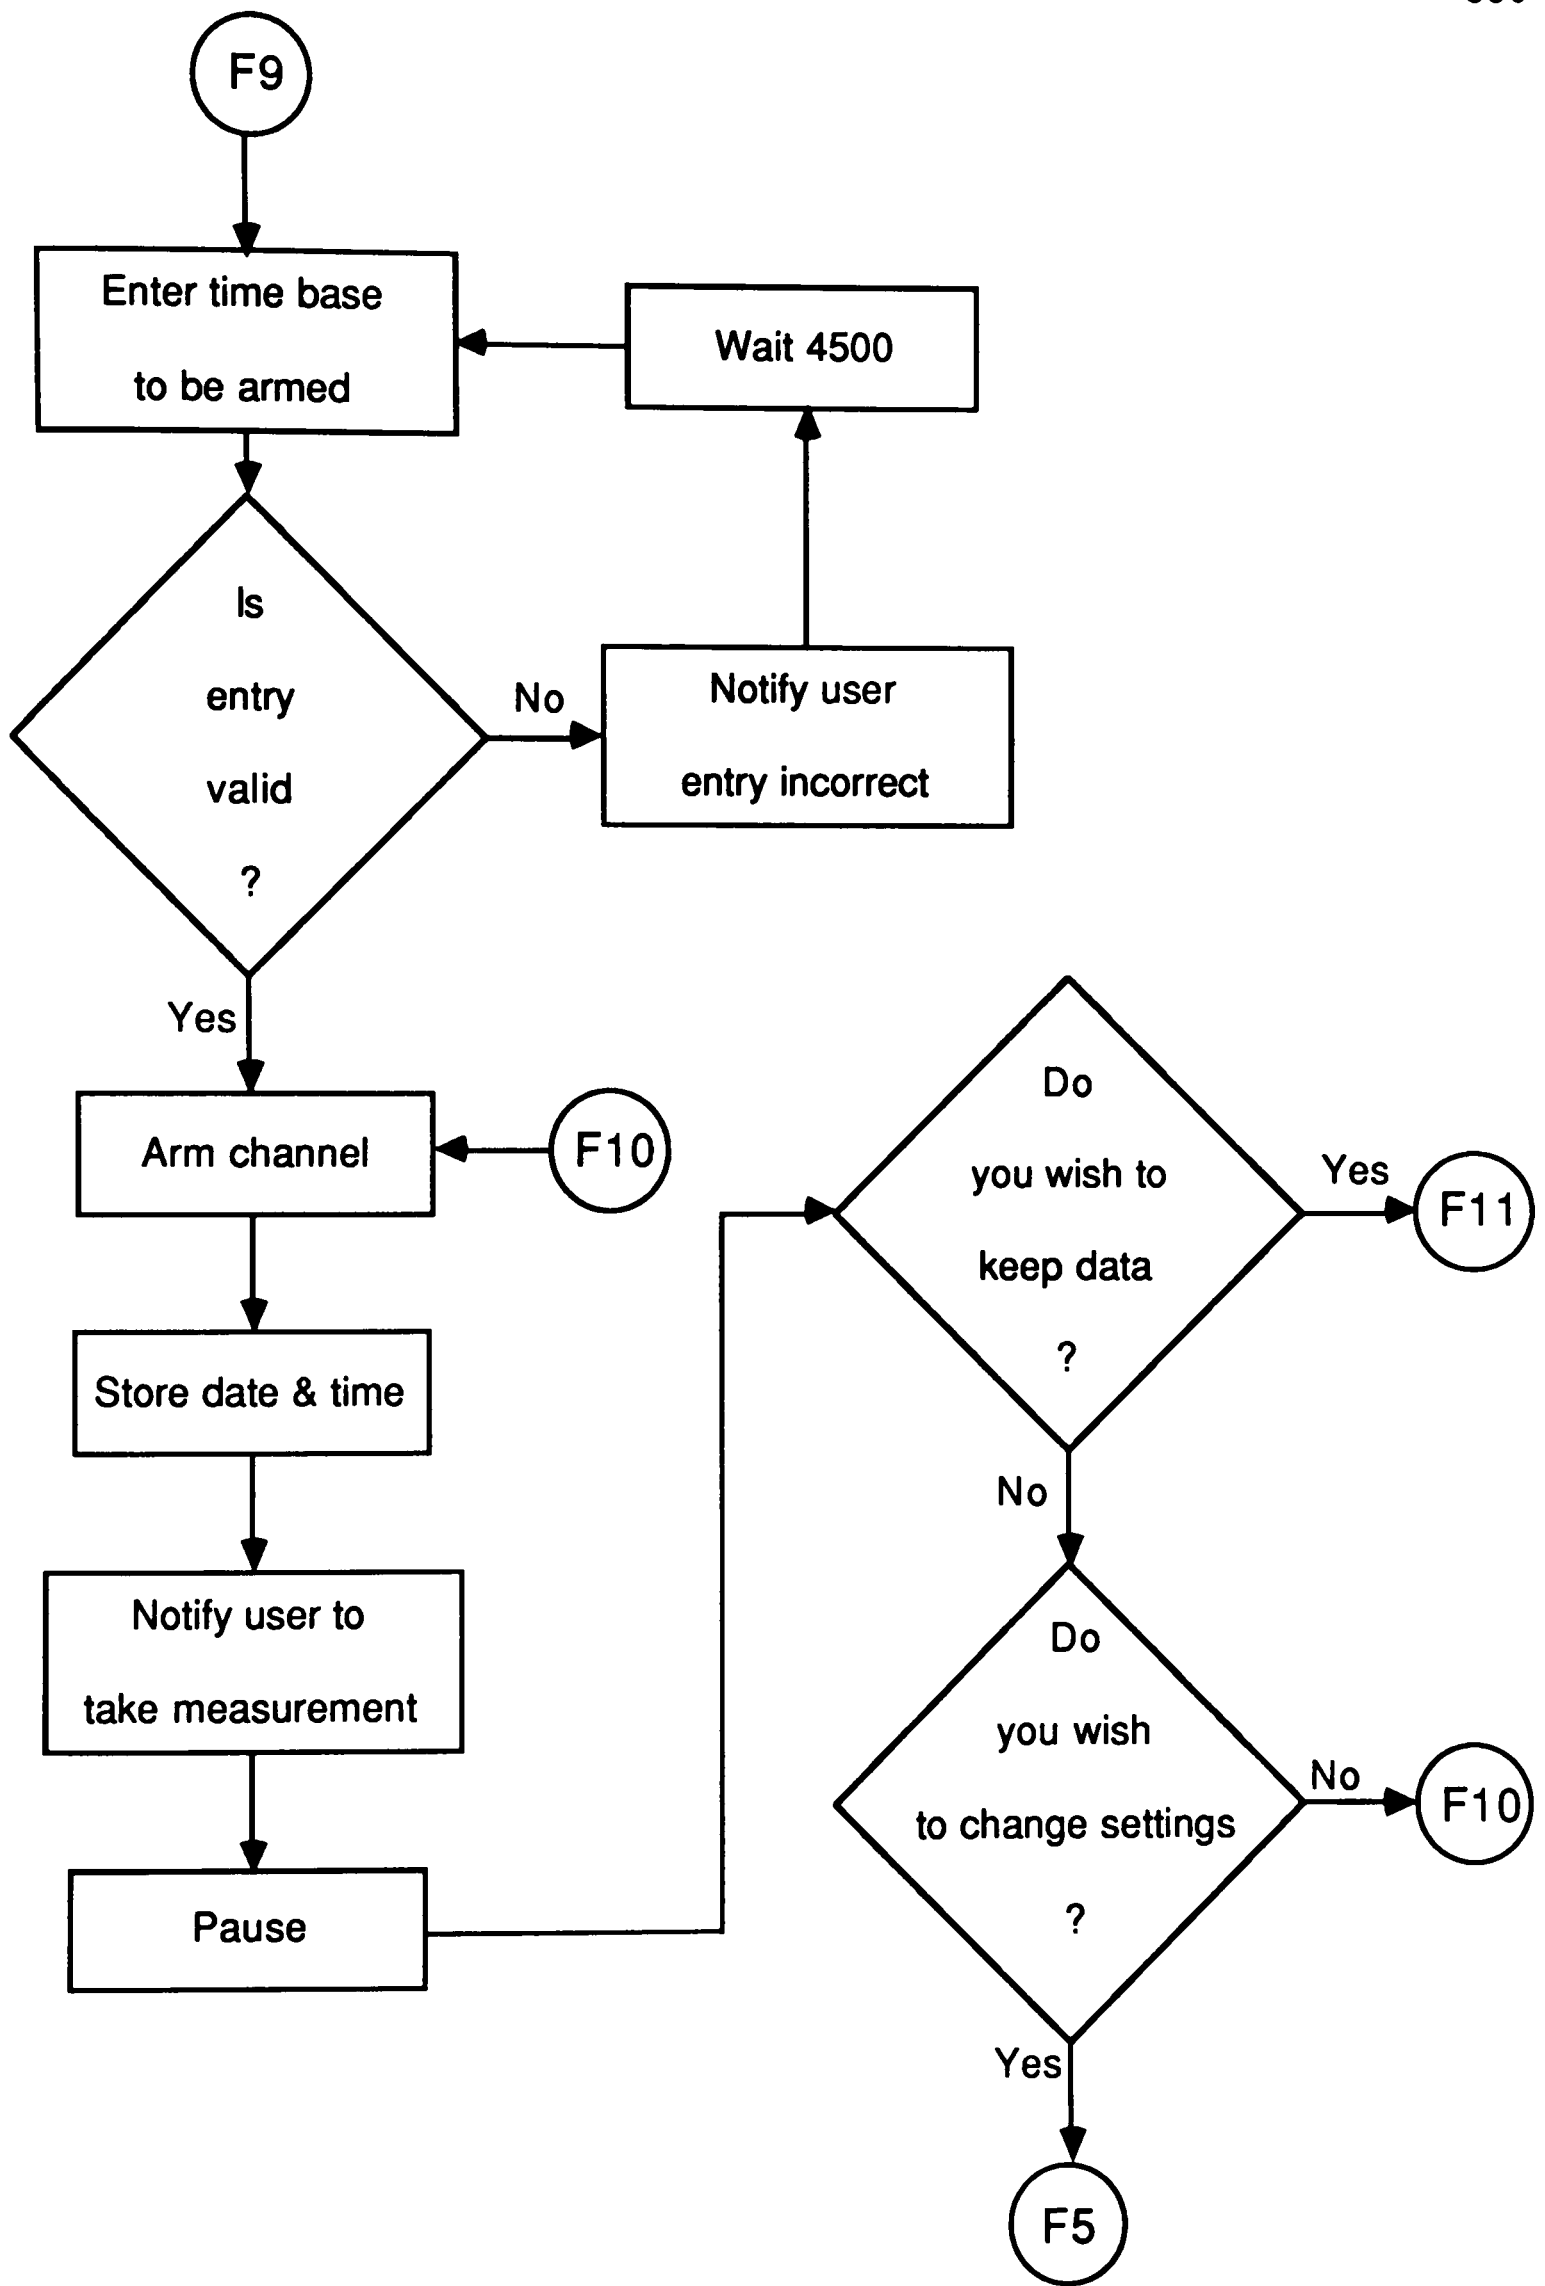 F9
Enter time base
to be armed
Wait 4500
Is
entry
valid
?
No
Notify user
entry incorrect
Yes
Arm channel
F10
Store date & time
Notify user to
take measurement
Pause
Do
you wish to
keep data
?
Yes
F11
No
Do
you wish
to change settings
?
No
F10
Yes
F5